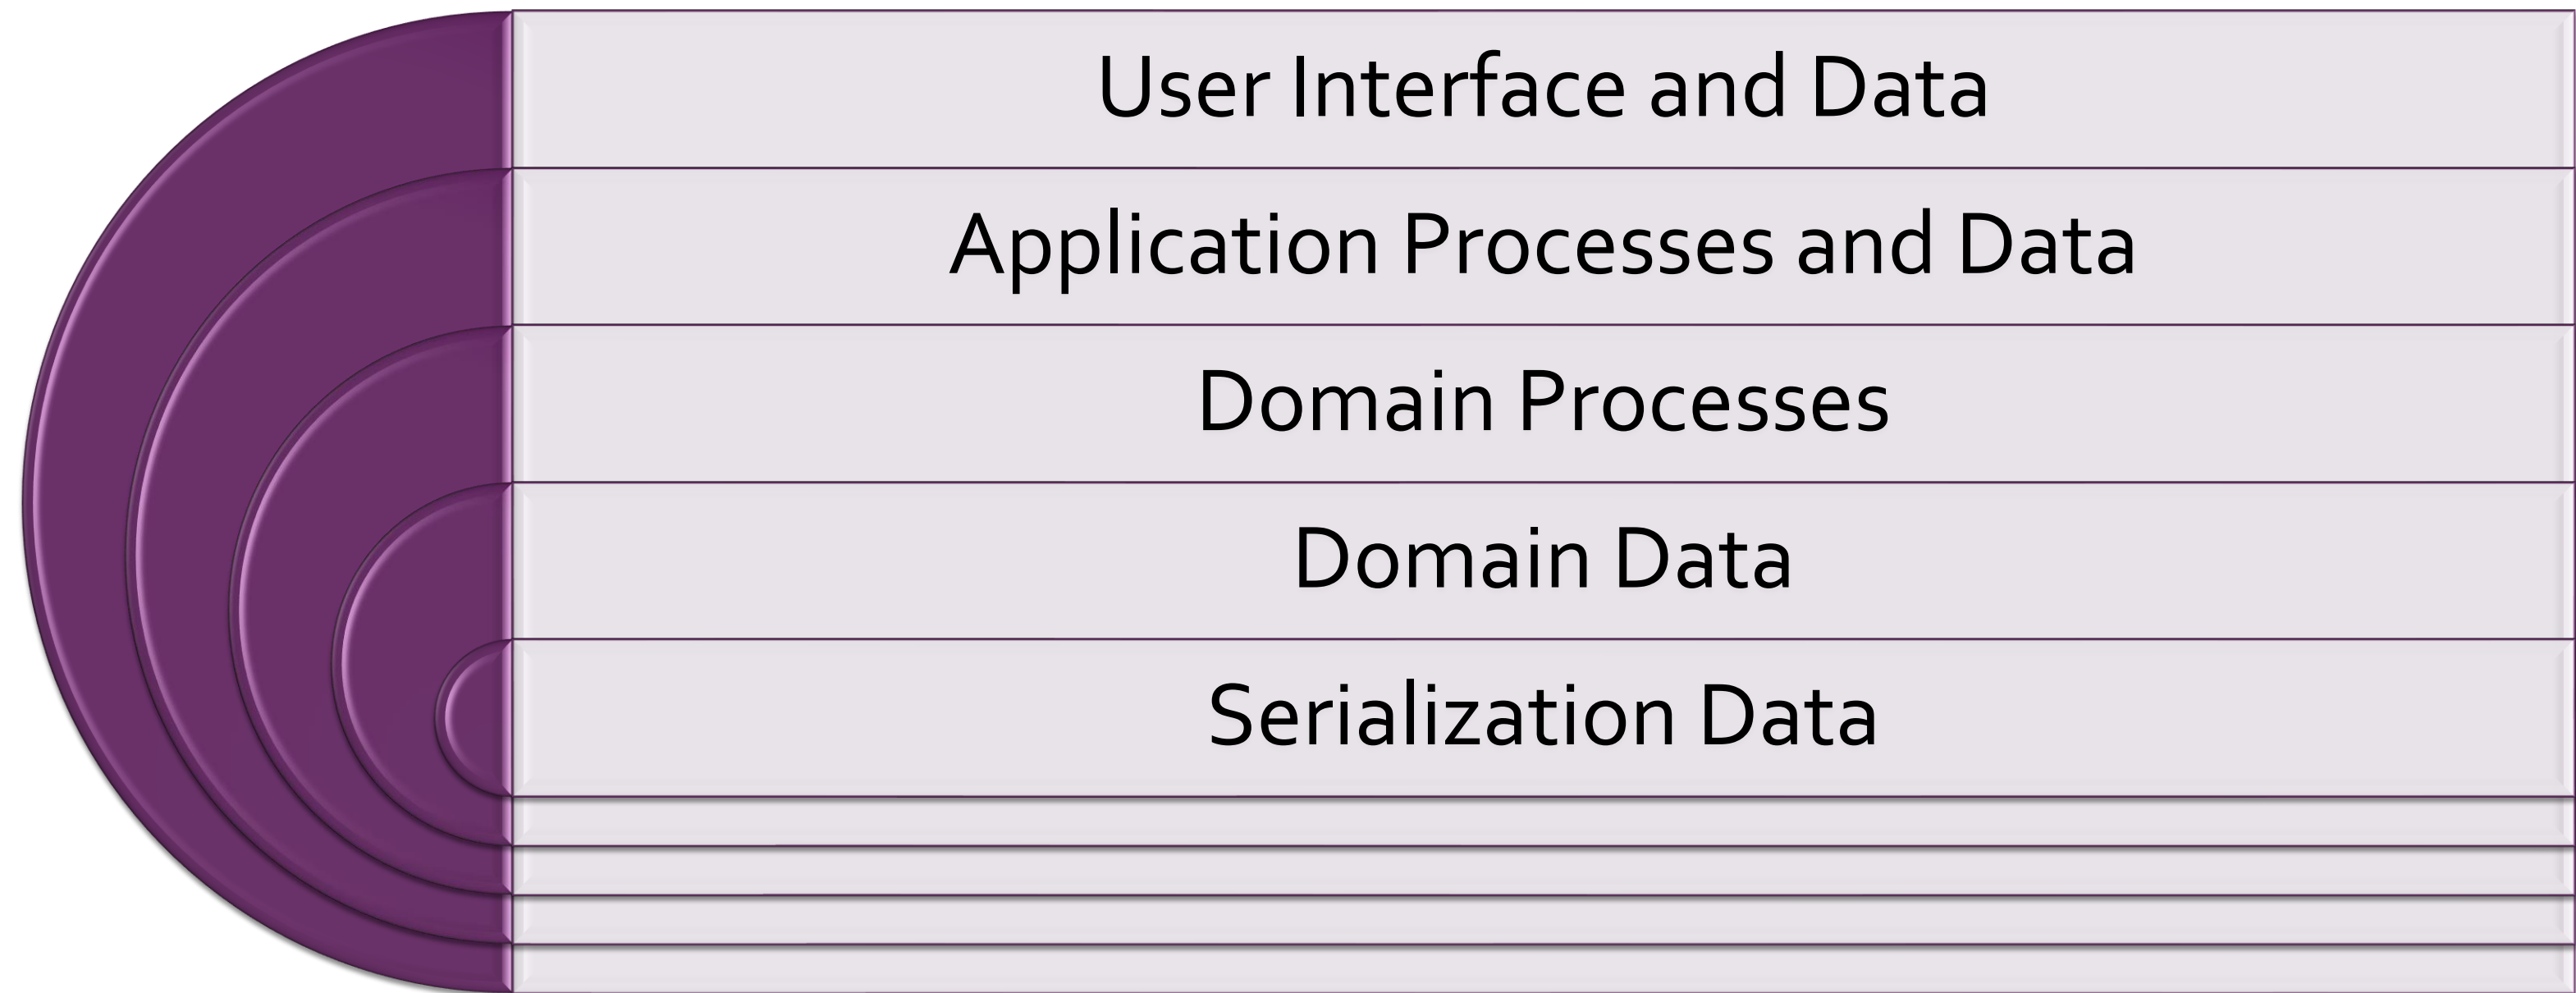 User Interface and Data
Application Processes and Data
Domain Processes
Domain Data
Serialization Data